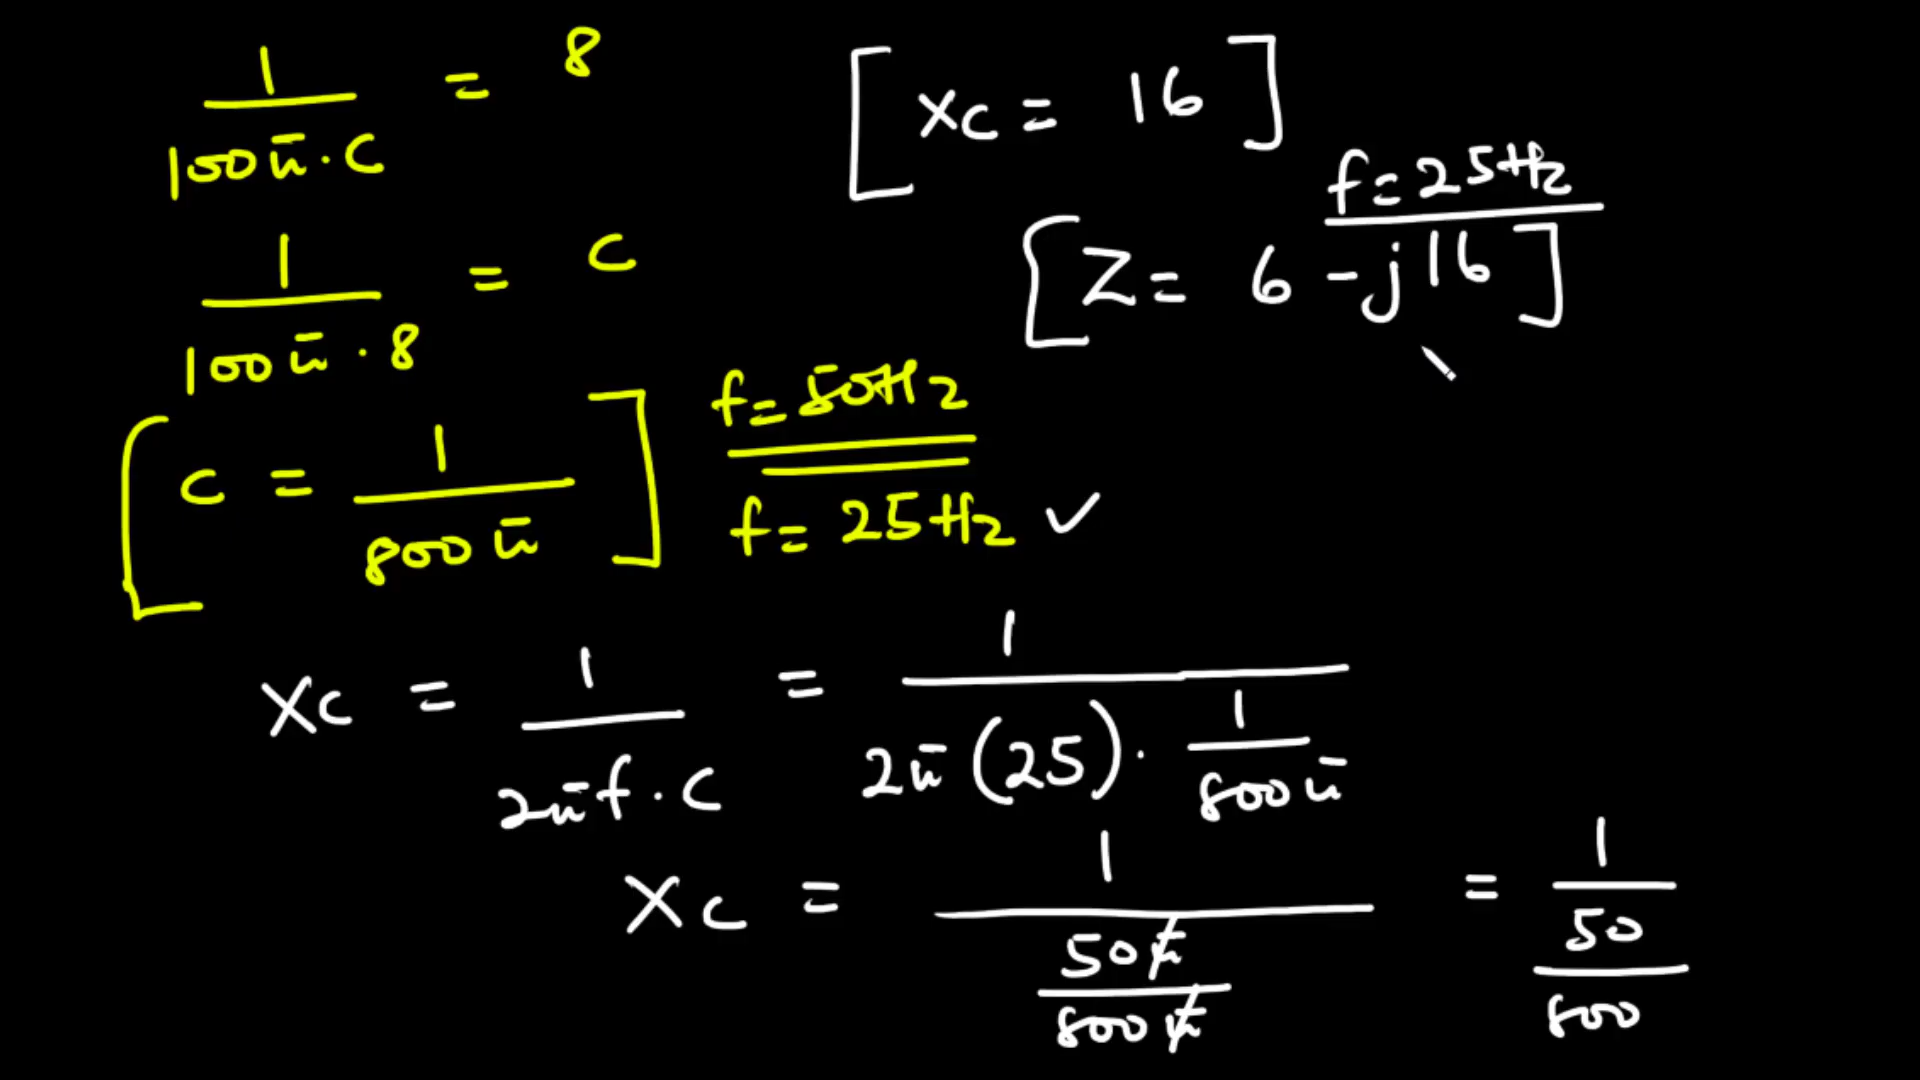 1/(100π·C) = 8
1/(100π·8) = C
[C = 1/(800π)]
f = 50Hz
f = 25Hz ✓
[Xc = 16]
f = 25Hz
[Z = 6 - j16]
Xc = 1/(2πf·C) = 1/(2π(25)·1/(800π))
Xc = 1/(50π/800π) = 1/(50/800)